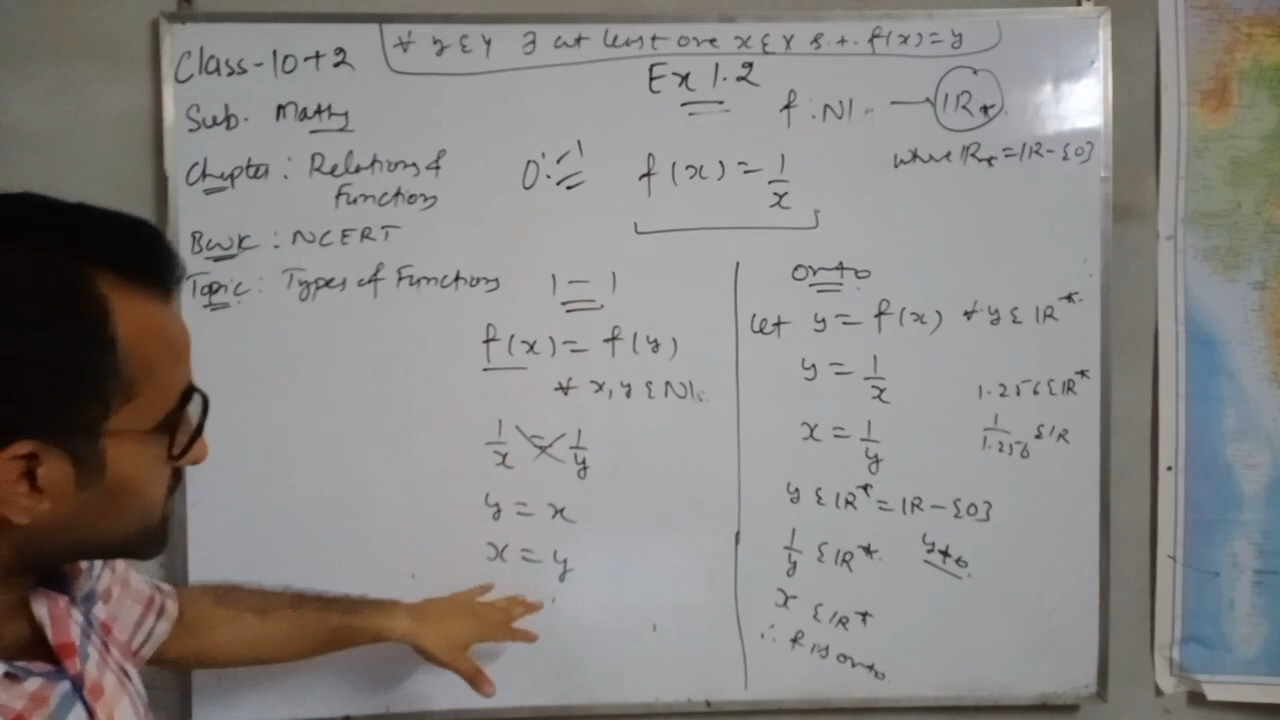 ∀ y ε Y ∃ at least one x ε X s.t. f(x) = y
Class-10+2
Sub. Maths
Chapter: Relations &
Functions
Book: NCERT
Topic: Types of Functions
Ex 1.2
f: N → R*
where R* = R - {0}
Q: 1
f(x) = 1/x
1 - 1
f(x) = f(y)
∀ x, y ε N
1/x = 1/y
y = x
x = y
onto
Let y = f(x) ∀ y ε R*
y = 1/x
1.256 ε R*
x = 1/y
1/1.256 ε R
y ε R* = R - {0}
1/y ε R* y ≠ 0
x ε R*
∴ f is onto